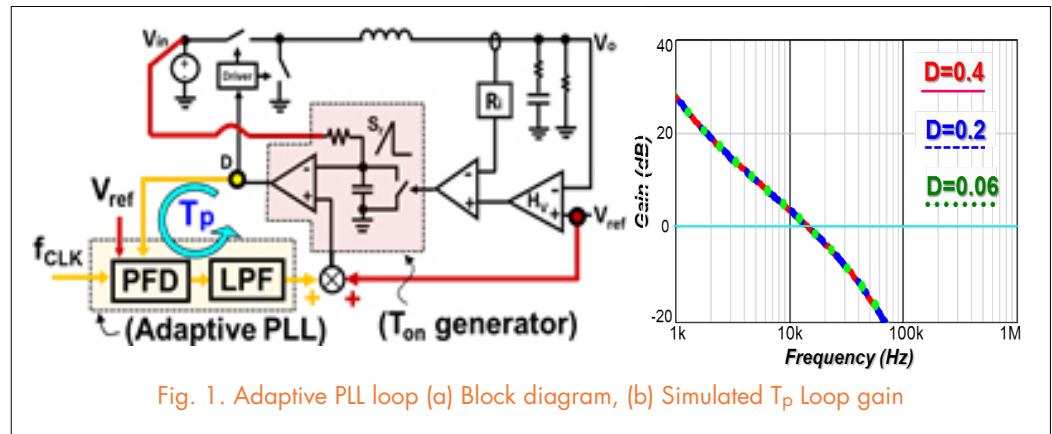 Vin
Vo
Driver
Ri
Sr
D
Hv
Vref
Vref
Tp
fCLK
PFD
LPF
(Adaptive PLL)
(Ton generator)
40
20
0
-20
Gain (dB)
D=0.4
D=0.2
D=0.06
1k
10k
100k
1M
Frequency (Hz)
Fig. 1. Adaptive PLL loop (a) Block diagram, (b) Simulated Tp Loop gain